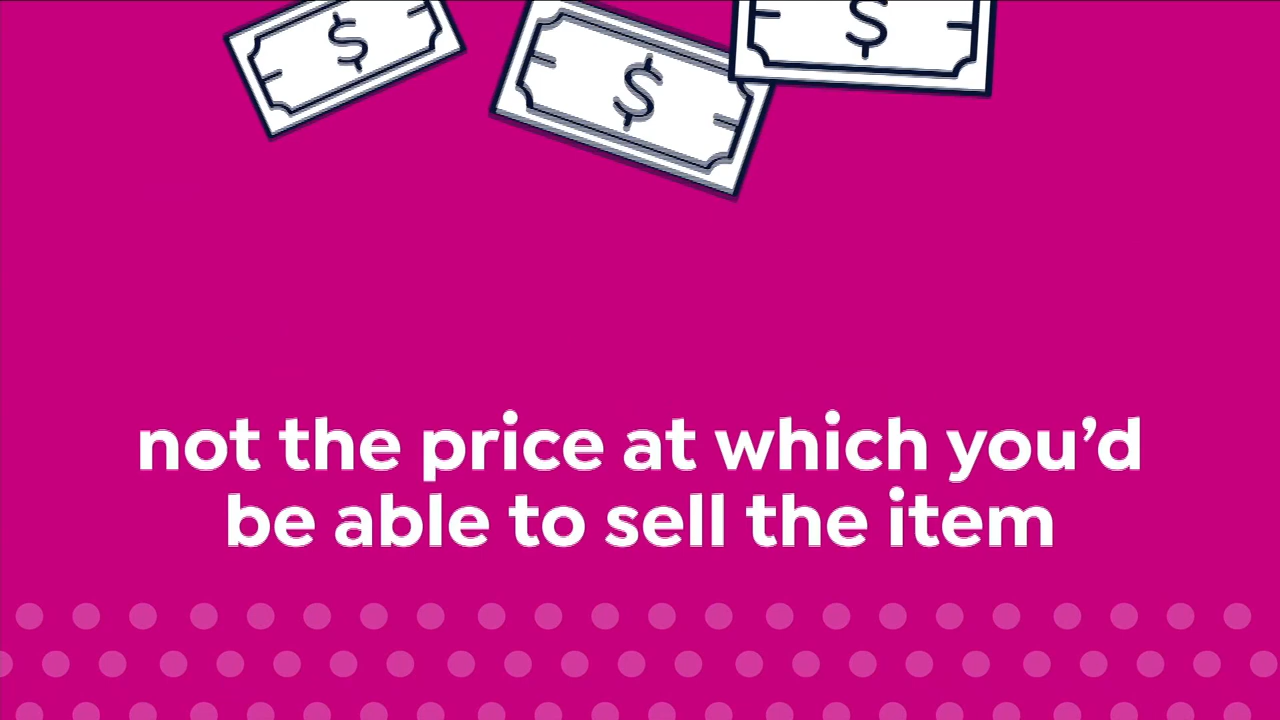 $ $ $
not the price at which you’d
be able to sell the item